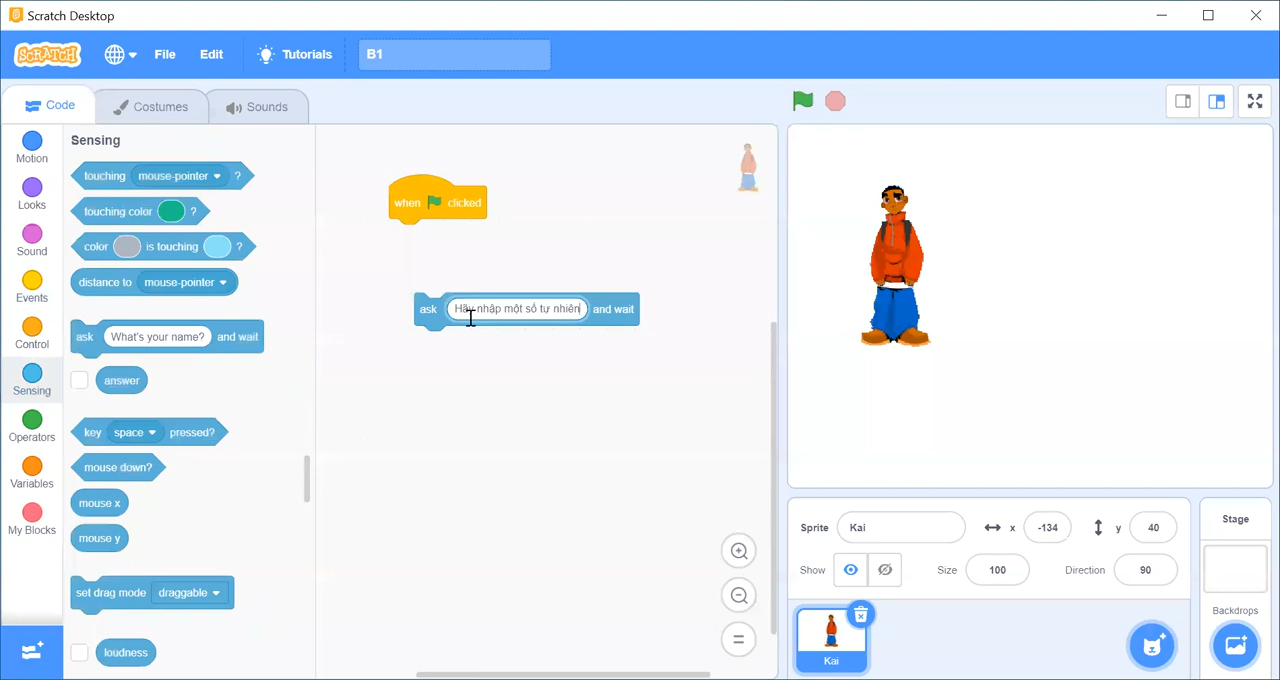 Scratch Desktop
SCRATCH File Edit Tutorials B1
Code Costumes Sounds
Motion
Looks
Sound
Events
Control
Sensing
Operators
Variables
My Blocks
Sensing
touching mouse-pointer ?
touching color ?
color is touching ?
distance to mouse-pointer
ask What's your name? and wait
answer
key space pressed?
mouse down?
mouse x
mouse y
set drag mode draggable
loudness
when clicked
ask Hãy nhập một số tự nhiên and wait
Sprite Kai x -134 y 40
Show Size 100 Direction 90
Kai
Stage
Backdrops